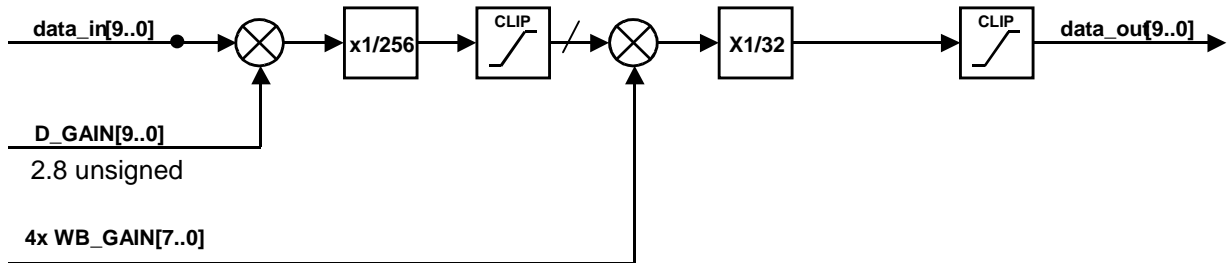 data_in[9..0]
x1/256
CLIP
X1/32
CLIP
data_out[9..0]
D_GAIN[9..0]
2.8 unsigned
4x WB_GAIN[7..0]